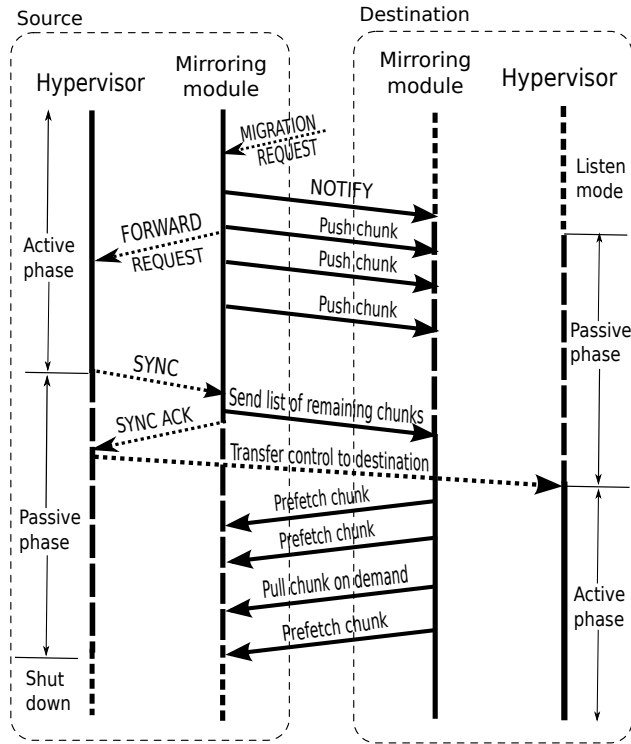 Source
Destination
Hypervisor
Mirroring
module
Mirroring
module
Hypervisor
MIGRATION
REQUEST
Listen
mode
NOTIFY
FORWARD
REQUEST
Push chunk
Active
phase
Push chunk
Push chunk
Passive
phase
SYNC
Send list of remaining chunks
SYNC ACK
Transfer control to destination
Prefetch chunk
Passive
phase
Prefetch chunk
Pull chunk on demand
Active
phase
Prefetch chunk
Shut
down